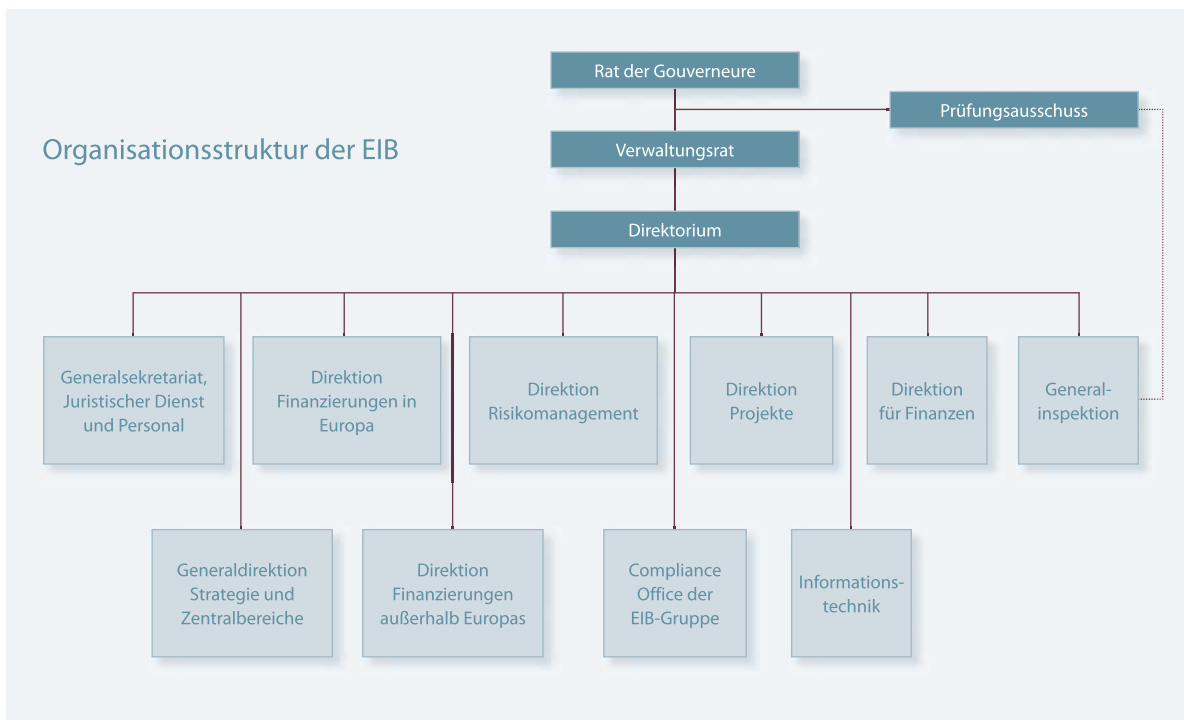 Rat der Gouverneure
Prüfungsausschuss
Organisationsstruktur der EIB
Verwaltungsrat
Direktorium
Generalsekretariat,
Juristischer Dienst
und Personal
Direktion
Finanzierungen in
Europa
Direktion
Risikomanagement
Direktion
Projekte
Direktion
für Finanzen
General-
inspektion
Generaldirektion
Strategie und
Zentralbereiche
Direktion
Finanzierungen
außerhalb Europas
Compliance
Office der
EIB-Gruppe
Informations-
technik